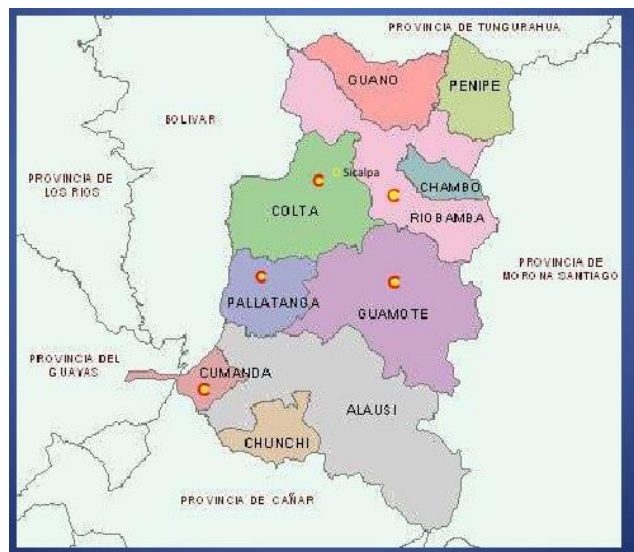 PROVINCIA DE TUNGURAHUA
GUANO
PENIPE
BOLIVAR
PROVINCIA DE
LOS RIOS
C
Sicalpa
C
CHAMBO
COLTA
RIOBAMBA
PROVINCIA DE
MORONA SANTIAGO
C
C
PALLATANGA
GUAMOTE
PROVINCIA DEL
GUAYAS
CUMANDA
C
ALAUSI
CHUNCHI
PROVINCIA DE CAÑAR